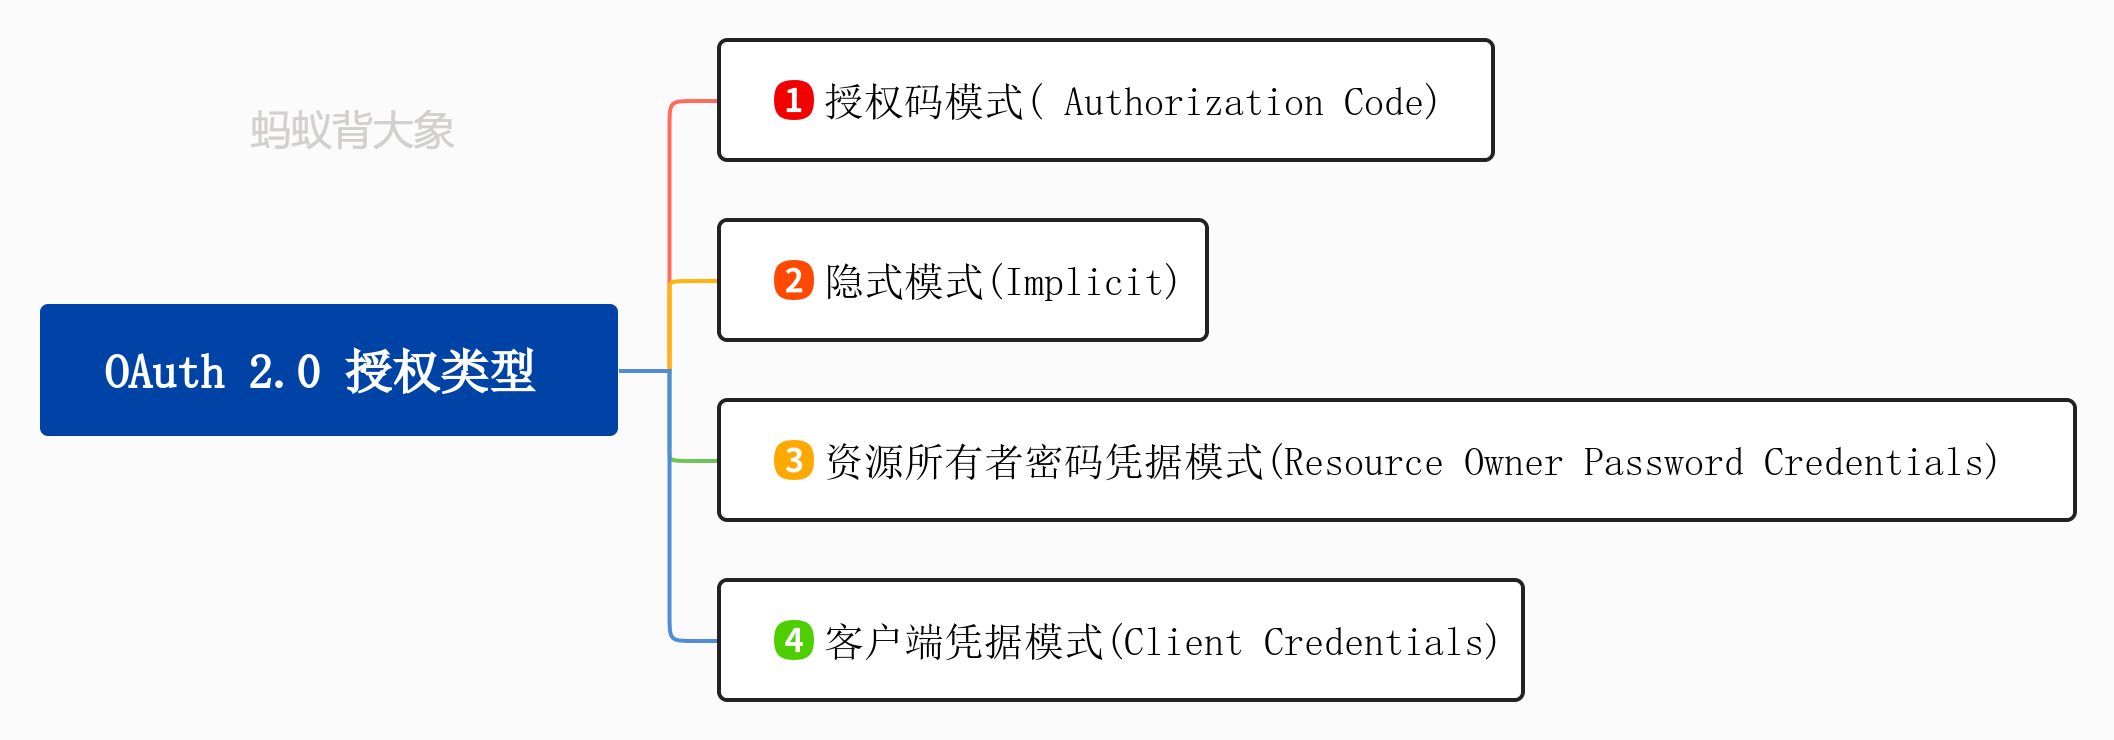 蚂蚁背大象
OAuth 2.0 授权类型
1 授权码模式( Authorization Code)
2 隐式模式(Implicit)
3 资源所有者密码凭据模式(Resource Owner Password Credentials)
4 客户端凭据模式(Client Credentials)